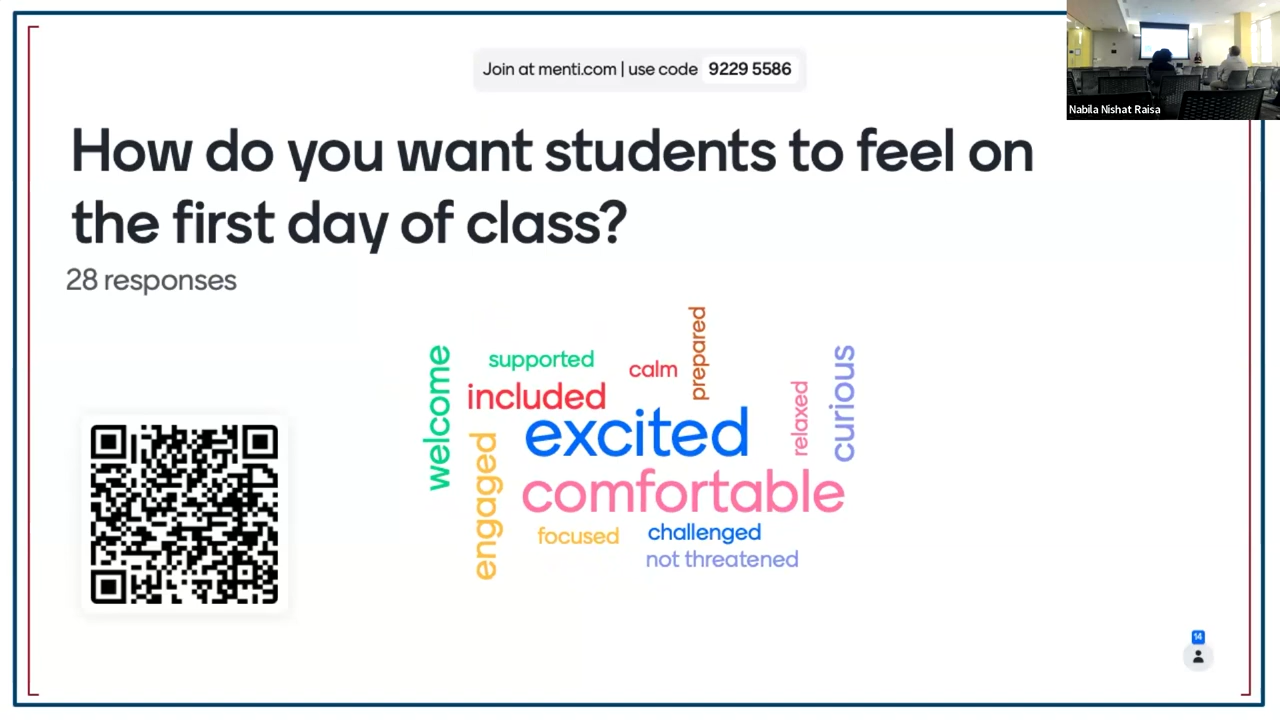 Join at menti.com | use code 9229 5586
Nabila Nishat Raisa
How do you want students to feel on
the first day of class?
28 responses
welcome
supported
calm
prepared
included
excited
relaxed
curious
engaged
comfortable
focused
challenged
not threatened
14